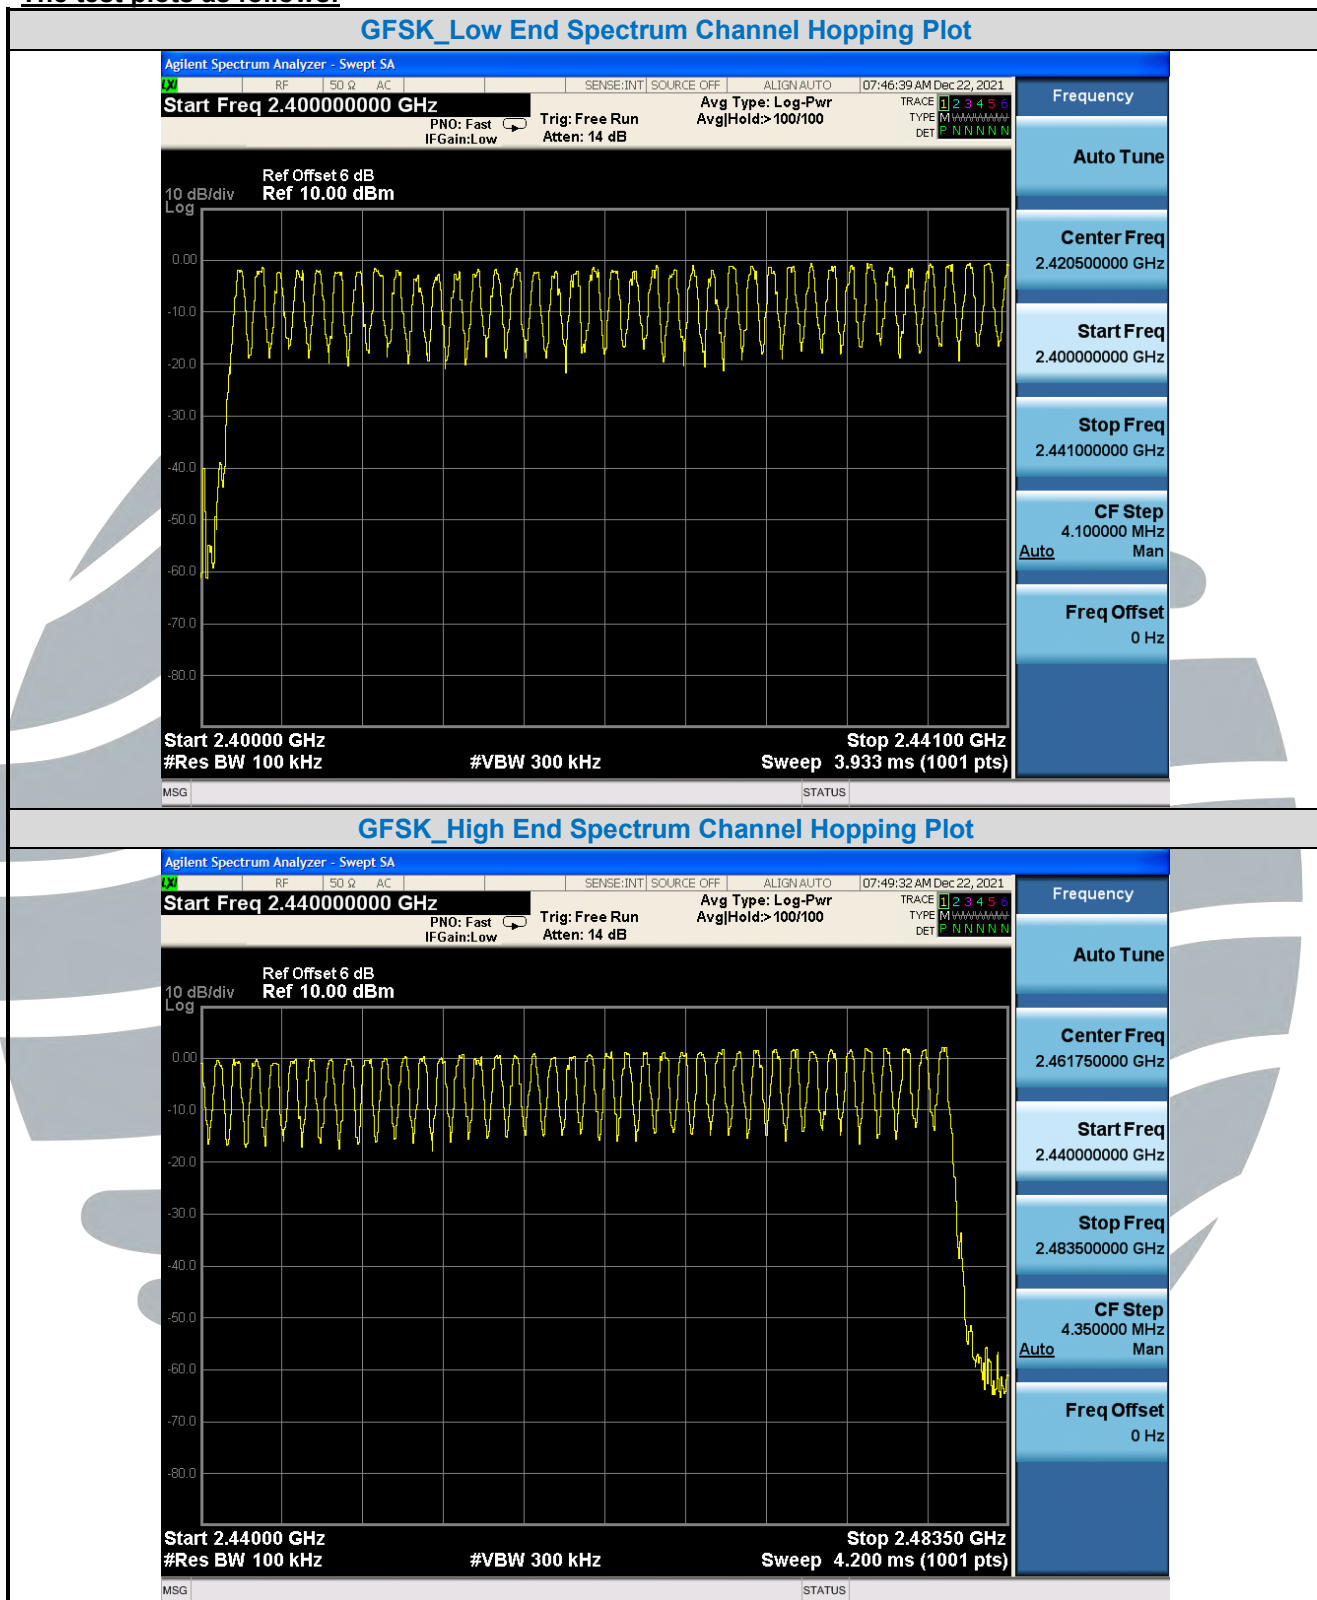 The test plots as follows:
GFSK_Low End Spectrum Channel Hopping Plot
Agilent Spectrum Analyzer - Swept SA
LXI RF 50 Ω AC SENSE:INT SOURCE OFF ALIGN AUTO 07:46:39 AM Dec 22, 2021
Start Freq 2.400000000 GHz
PNO: Fast
IFGain:Low
Trig: Free Run
Atten: 14 dB
Avg Type: Log-Pwr
Avg|Hold:>100/100
TRACE 1 2 3 4 5 6
TYPE M
DET P N N N N N
Ref Offset 6 dB
10 dB/div Ref 10.00 dBm
Log
0.00
-10.0
-20.0
-30.0
-40.0
-50.0
-60.0
-70.0
-80.0
Start 2.40000 GHz Stop 2.44100 GHz
#Res BW 100 kHz #VBW 300 kHz Sweep 3.933 ms (1001 pts)
MSG STATUS
Frequency
Auto Tune
Center Freq
2.420500000 GHz
Start Freq
2.400000000 GHz
Stop Freq
2.441000000 GHz
CF Step
4.100000 MHz
Auto Man
Freq Offset
0 Hz
GFSK_High End Spectrum Channel Hopping Plot
Agilent Spectrum Analyzer - Swept SA
LXI RF 50 Ω AC SENSE:INT SOURCE OFF ALIGN AUTO 07:49:32 AM Dec 22, 2021
Start Freq 2.440000000 GHz
PNO: Fast
IFGain:Low
Trig: Free Run
Atten: 14 dB
Avg Type: Log-Pwr
Avg|Hold:>100/100
TRACE 1 2 3 4 5 6
TYPE M
DET P N N N N N
Ref Offset 6 dB
10 dB/div Ref 10.00 dBm
Log
0.00
-10.0
-20.0
-30.0
-40.0
-50.0
-60.0
-70.0
-80.0
Start 2.44000 GHz Stop 2.48350 GHz
#Res BW 100 kHz #VBW 300 kHz Sweep 4.200 ms (1001 pts)
MSG STATUS
Frequency
Auto Tune
Center Freq
2.461750000 GHz
Start Freq
2.440000000 GHz
Stop Freq
2.483500000 GHz
CF Step
4.350000 MHz
Auto Man
Freq Offset
0 Hz